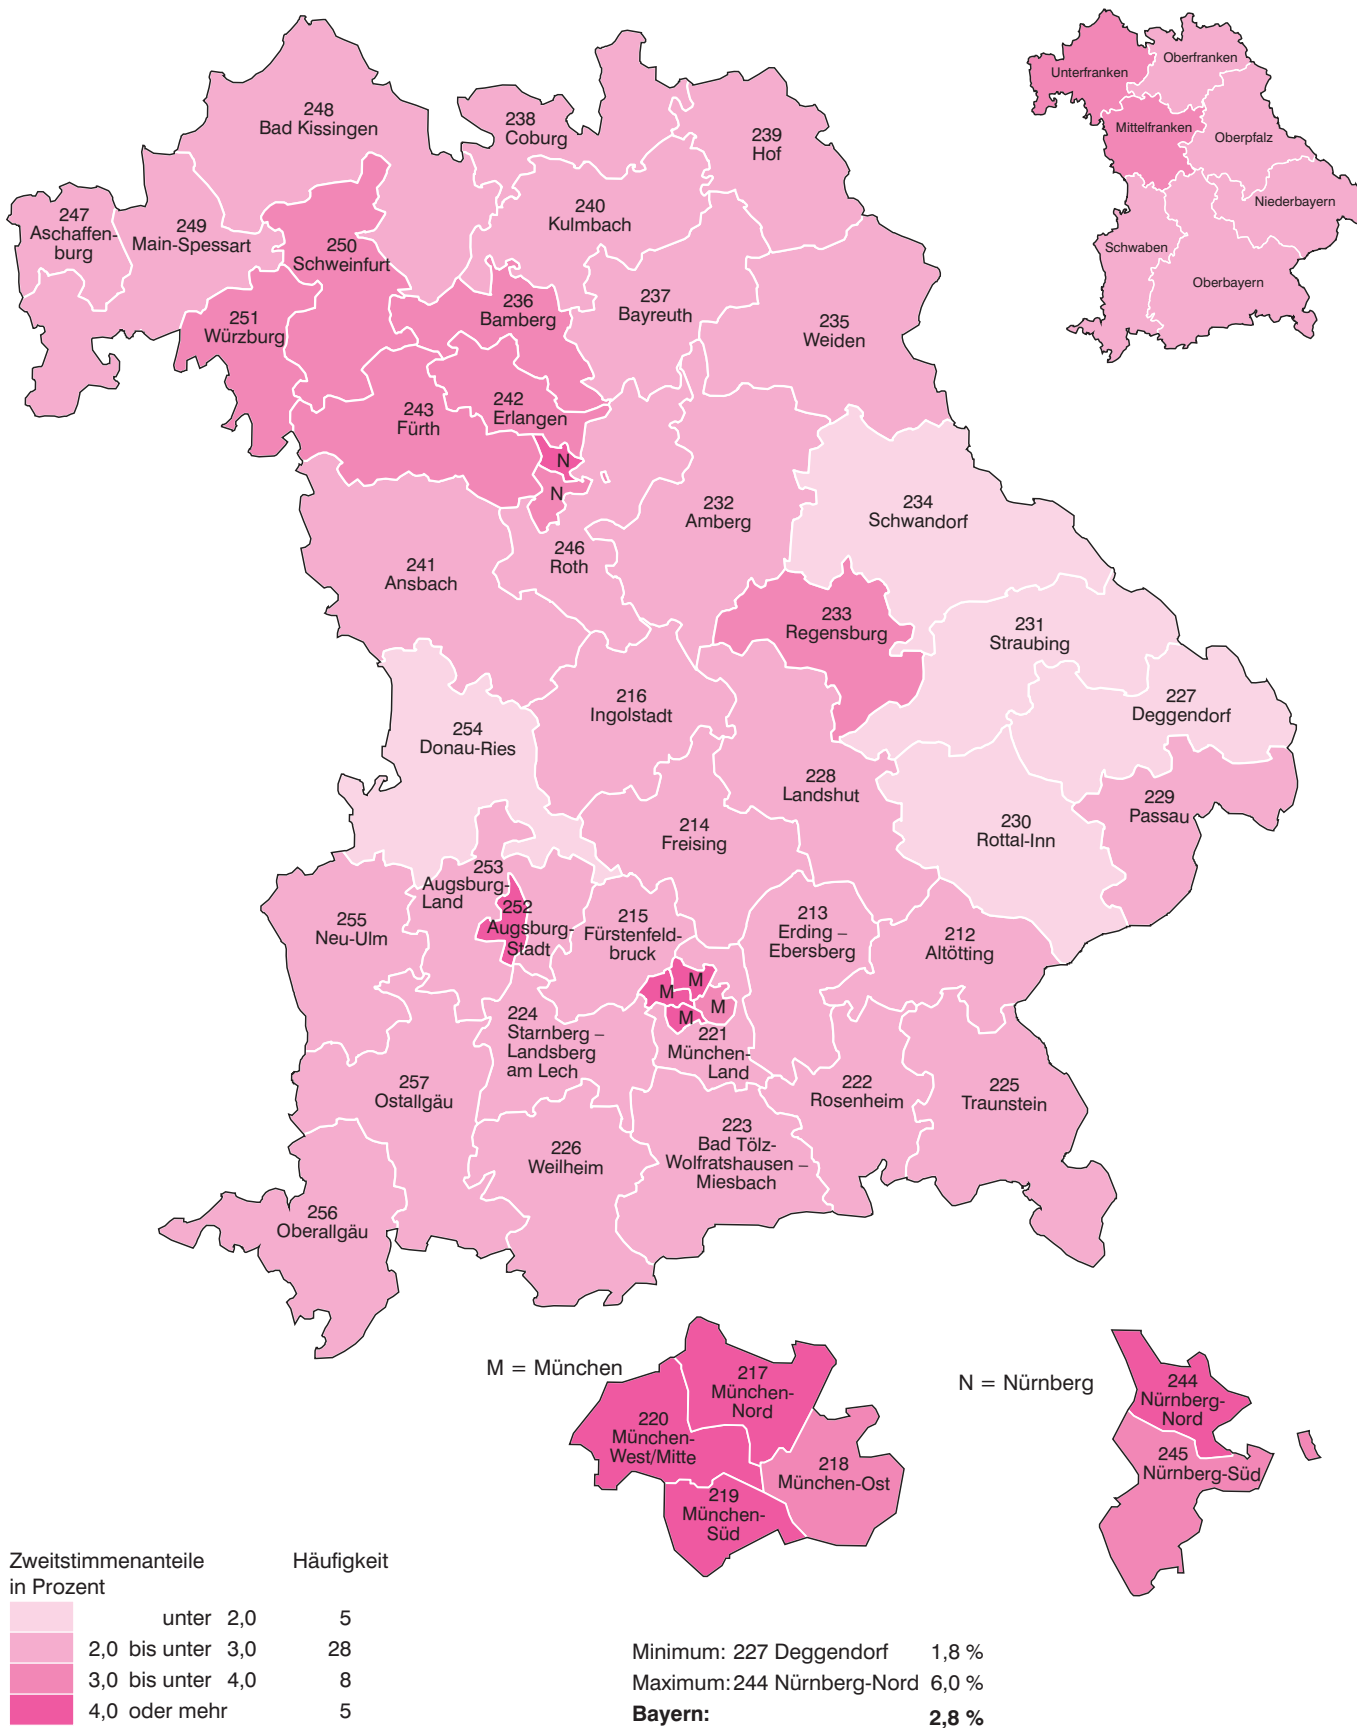 248
Bad Kissingen
238
Coburg
239
Hof
247
Aschaffen-
burg
249
Main-Spessart
240
Kulmbach
250
Schweinfurt
251
Würzburg
236
Bamberg
237
Bayreuth
235
Weiden
243
Fürth
242
Erlangen
N
N
232
Amberg
234
Schwandorf
241
Ansbach
246
Roth
233
Regensburg
231
Straubing
216
Ingolstadt
227
Deggendorf
254
Donau-Ries
228
Landshut
229
Passau
214
Freising
230
Rottal-Inn
253
Augsburg-
Land
252
Augsburg-
Stadt
255
Neu-Ulm
215
Fürstenfeld-
bruck
213
Erding –
Ebersberg
212
Altötting
M
M
M
M
224
Starnberg –
Landsberg
am Lech
221
München-
Land
257
Ostallgäu
222
Rosenheim
225
Traunstein
226
Weilheim
223
Bad Tölz-
Wolfratshausen –
Miesbach
256
Oberallgäu
Unterfranken
Oberfranken
Mittelfranken
Oberpfalz
Niederbayern
Schwaben
Oberbayern
M = München
217
München-
Nord
220
München-
West/Mitte
218
München-Ost
219
München-
Süd
N = Nürnberg
244
Nürnberg-
Nord
245
Nürnberg-Süd
Zweitstimmenanteile Häufigkeit
in Prozent
unter 2,0 5
2,0 bis unter 3,0 28
3,0 bis unter 4,0 8
4,0 oder mehr 5
Minimum: 227 Deggendorf 1,8 %
Maximum: 244 Nürnberg-Nord 6,0 %
Bayern: 2,8 %